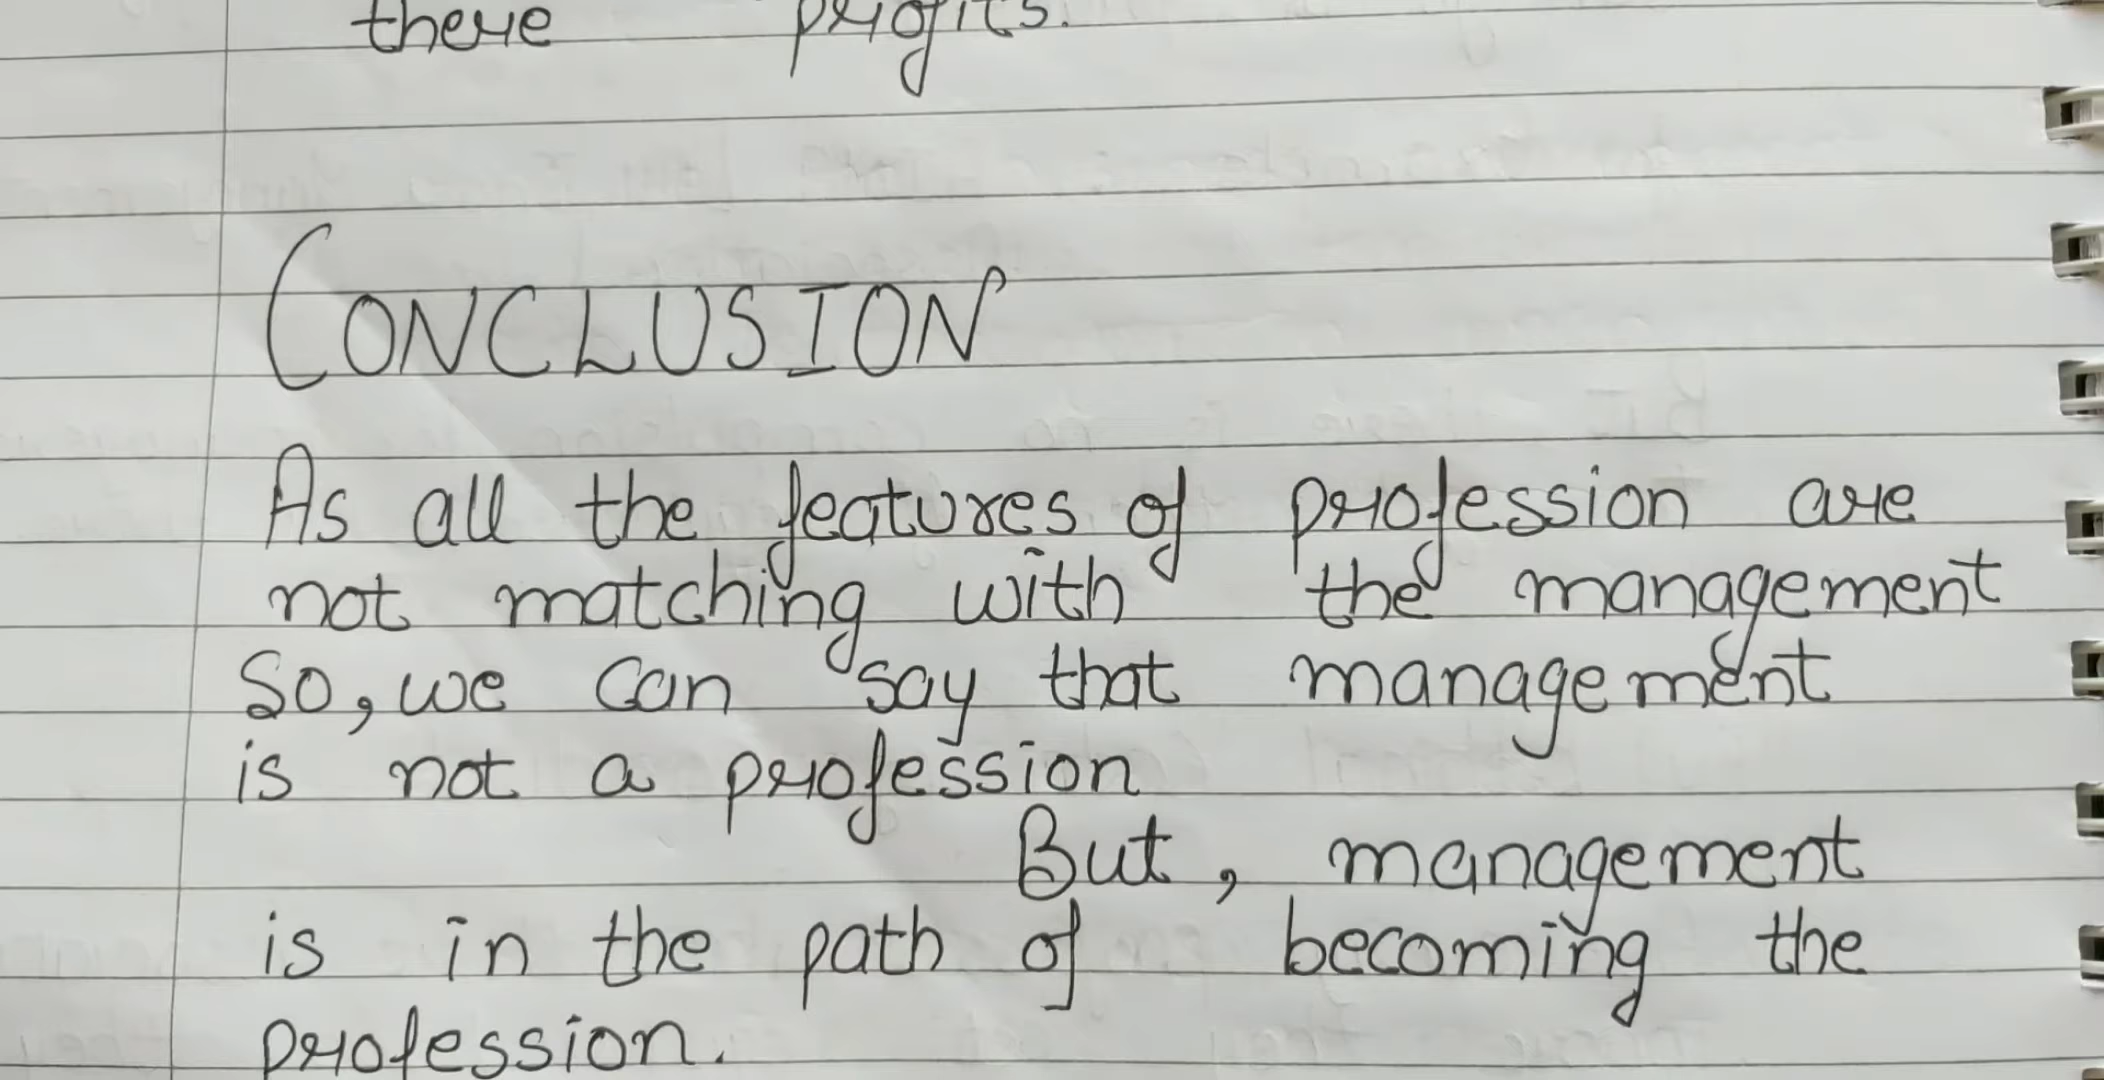 there profits.
CONCLUSION
As all the features of profession are
not matching with the management
So, we can say that management
is not a profession
But, management
is in the path of becoming the
profession.